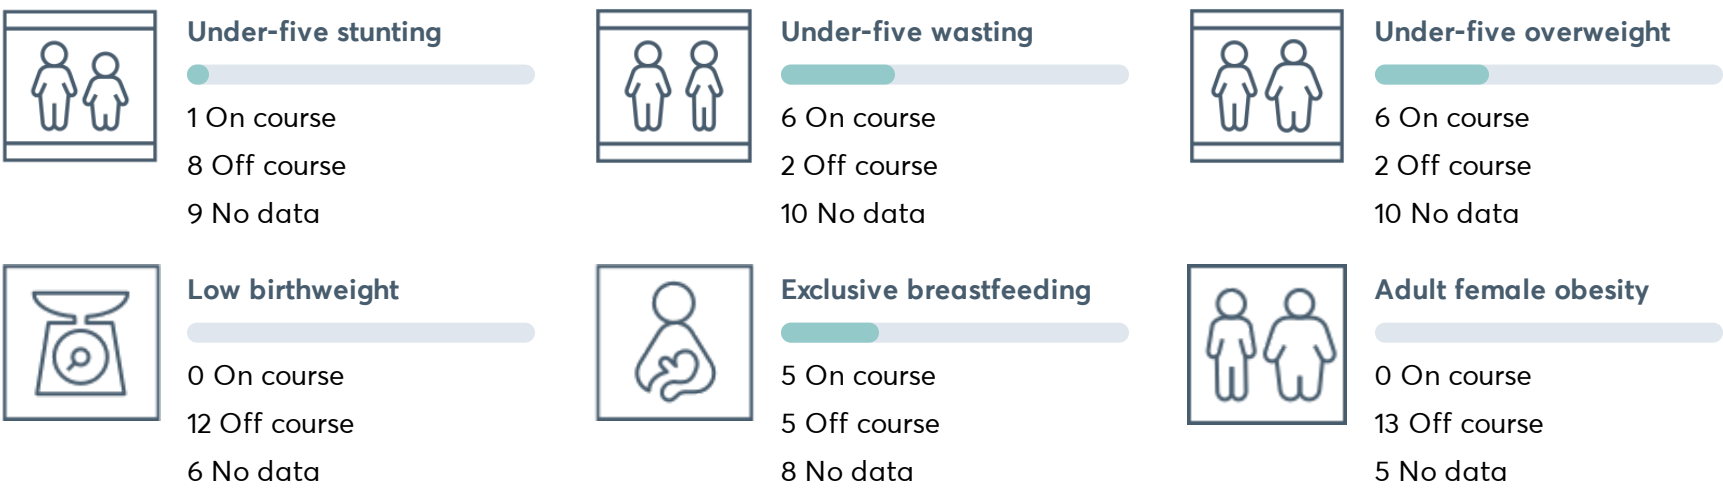 Under-five stunting
1 On course
8 Off course
9 No data
Under-five wasting
6 On course
2 Off course
10 No data
Under-five overweight
6 On course
2 Off course
10 No data
Low birthweight
0 On course
12 Off course
6 No data
Exclusive breastfeeding
5 On course
5 Off course
8 No data
Adult female obesity
0 On course
13 Off course
5 No data